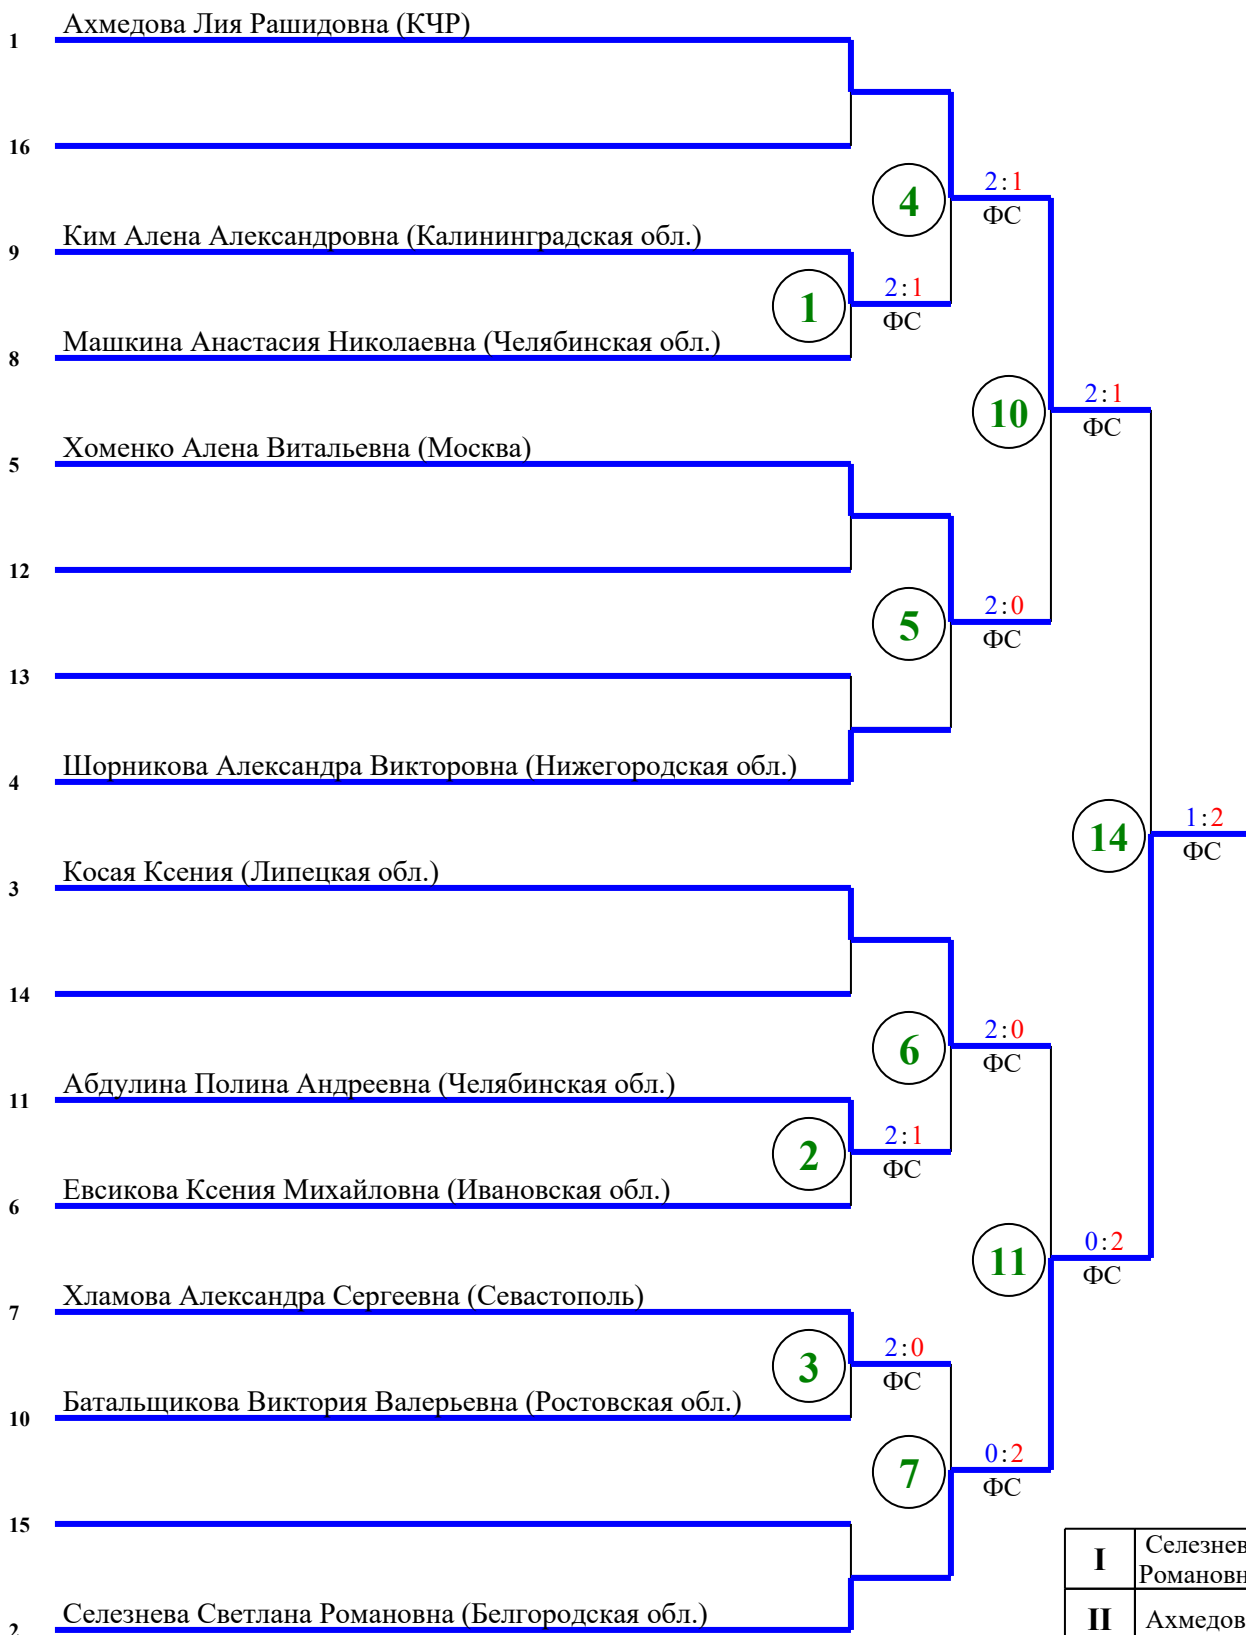 Ахмедова Лия Рашидовна (КЧР)
1
16
4
2:1
ФС
Ким Алена Александровна (Калининградская обл.)
9
1
2:1
ФС
Машкина Анастасия Николаевна (Челябинская обл.)
8
10
2:1
ФС
Хоменко Алена Витальевна (Москва)
5
12
5
2:0
ФС
13
Шорникова Александра Викторовна (Нижегородская обл.)
4
14
1:2
ФС
Косая Ксения (Липецкая обл.)
3
14
6
2:0
ФС
Абдулина Полина Андреевна (Челябинская обл.)
11
2
2:1
ФС
Евсикова Ксения Михайловна (Ивановская обл.)
6
11
0:2
ФС
Хламова Александра Сергеевна (Севастополь)
7
3
2:0
ФС
Батальщикова Виктория Валерьевна (Ростовская обл.)
10
7
0:2
ФС
15
Селезнева Светлана Романовна (Белгородская обл.)
2
I
Селезнев
Романовн
II
Ахмедов